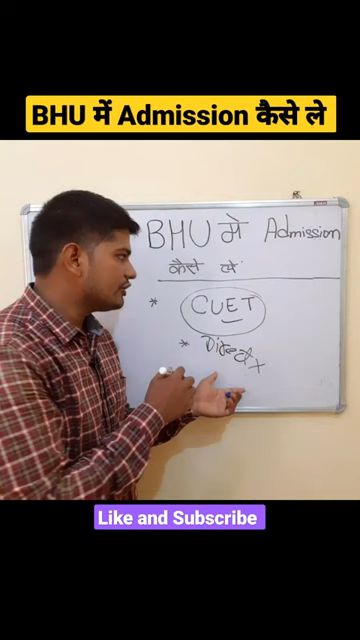 BHU में Admission कैसे ले
BHU मे Admission
कैसे ले
* CUET
* Direct x
Like and Subscribe